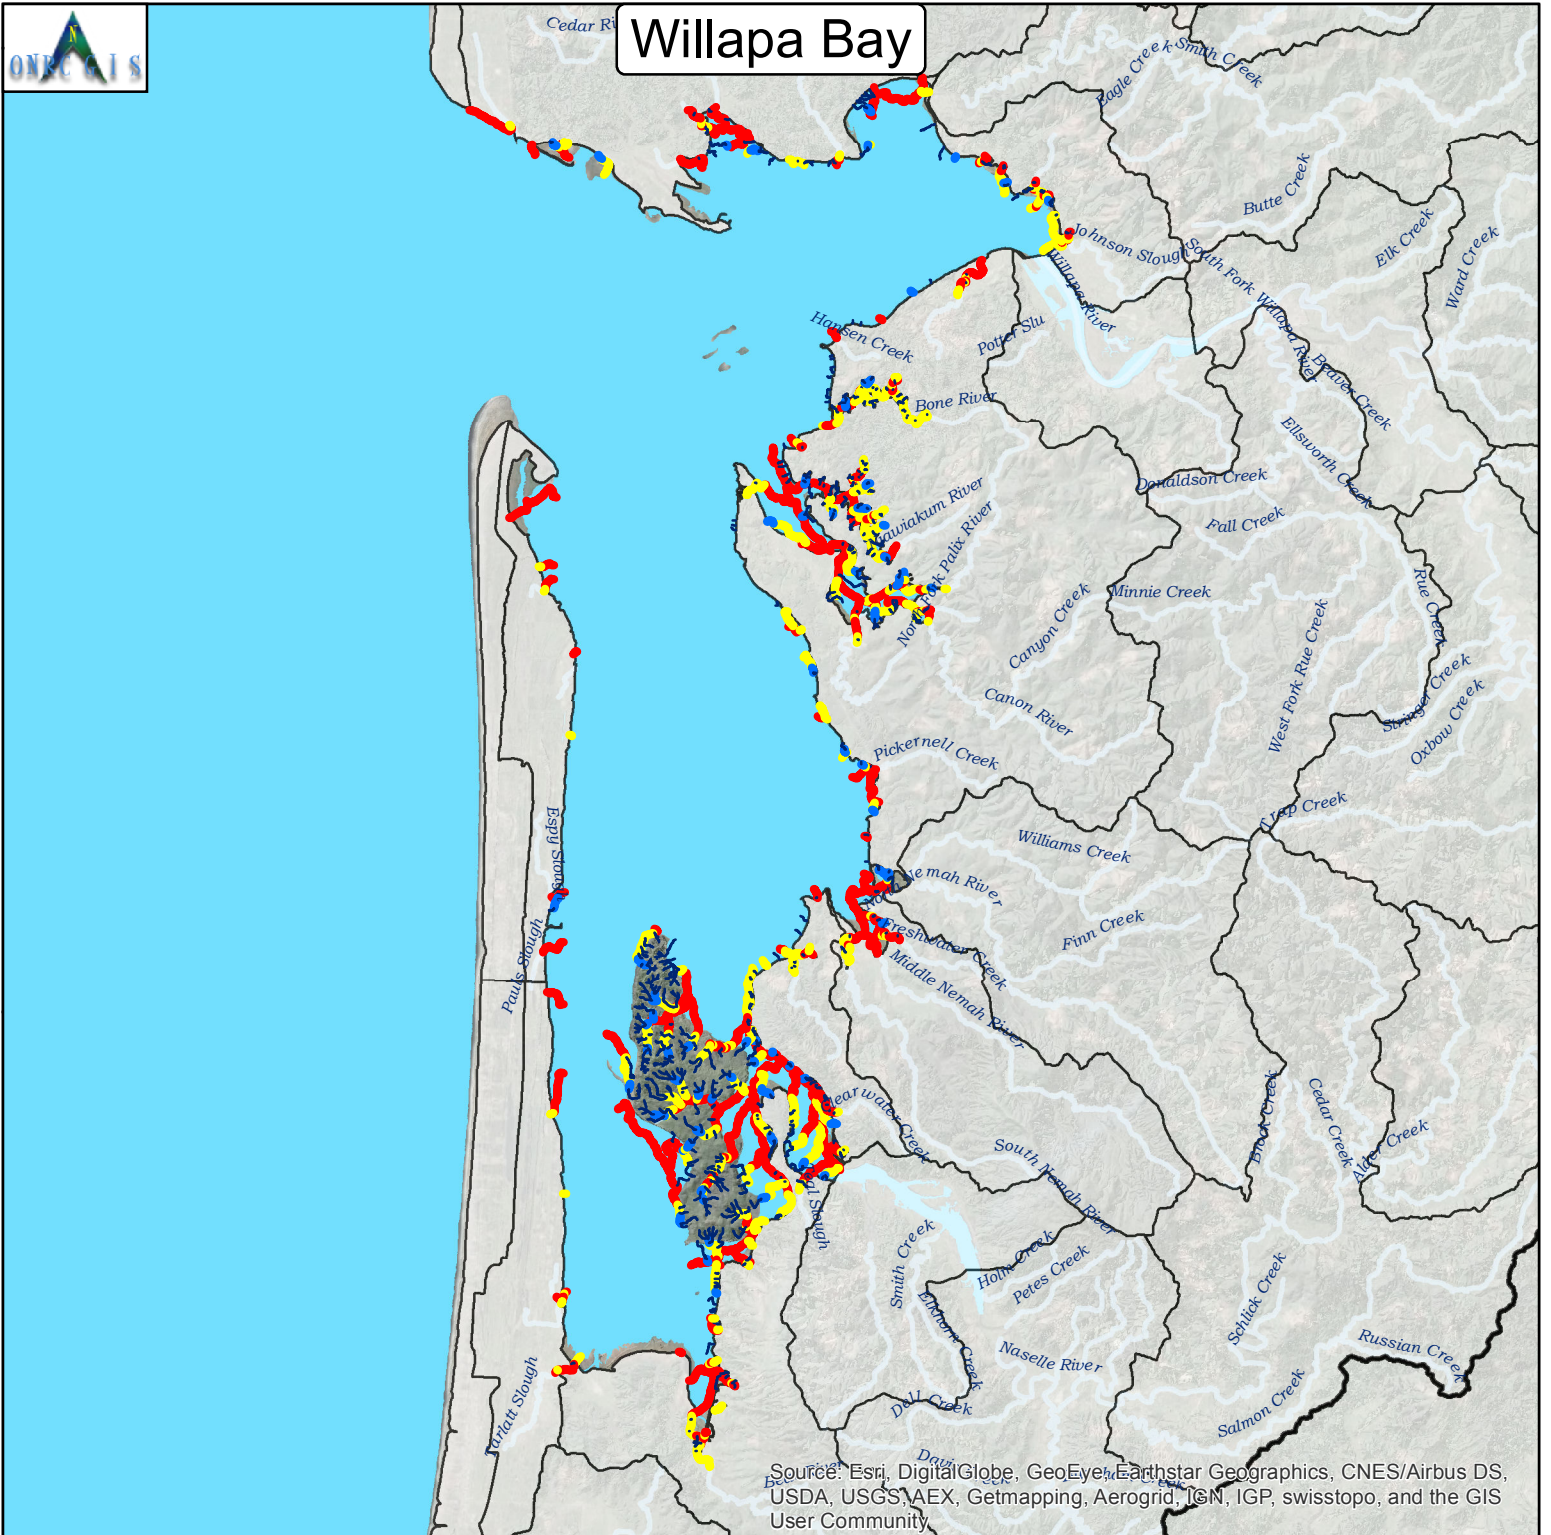 Willapa Bay
N
ONRC GIS
Eagle Creek
Smith Creek
Butte Creek
Elk Creek
Ward Creek
Johnson Slough
South Fork Willapa River
Willapa River
Hansen Creek
Potter Slu
Beaver Creek
Bone River
Ellsworth Creek
Donaldson Creek
Fall Creek
North Fork Palix River
Canyon Creek
Minnie Creek
Rue Creek
West Fork Rue Creek
Stringer Creek
Oxbow Creek
Canon River
Pickernell Creek
Trap Creek
Espy Slough
Williams Creek
North Nemah River
Finn Creek
Freshwater Creek
Pauls Slough
Middle Nemah River
Clearwater Creek
Brock Creek
Cedar Creek
Alder Creek
South Nemah River
Smith Creek
Holm Creek
Petes Creek
Elkhorn Creek
Schlick Creek
Russian Creek
Naselle River
Dell Creek
Salmon Creek
Source: Esri, DigitalGlobe, GeoEye, Earthstar Geographics, CNES/Airbus DS,
USDA, USGS, AEX, Getmapping, Aerogrid, IGN, IGP, swisstopo, and the GIS
User Community